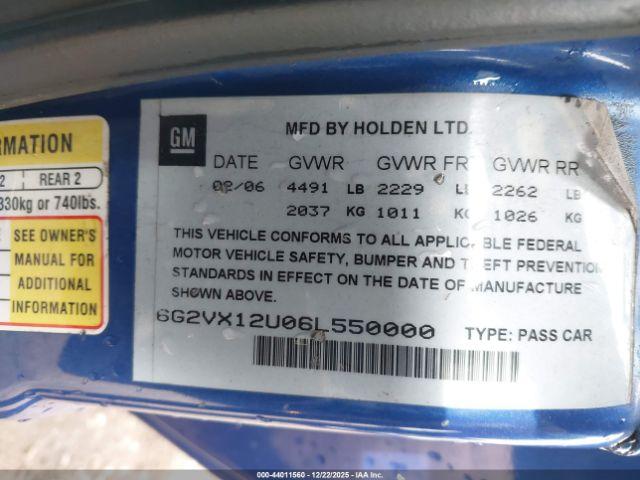 RMATION
2 REAR 2
330kg or 740lbs.
SEE OWNER'S
MANUAL FOR
ADDITIONAL
INFORMATION
GM
MFD BY HOLDEN LTD.
DATE GVWR GVWR FR GVWR RR
02/06 4491 LB 2229 LB 2262 LB
2037 KG 1011 KG 1026 KG
THIS VEHICLE CONFORMS TO ALL APPLICABLE FEDERAL
MOTOR VEHICLE SAFETY, BUMPER AND THEFT PREVENTION
STANDARDS IN EFFECT ON THE DATE OF MANUFACTURE
SHOWN ABOVE.
6G2VX12U06L550000 TYPE: PASS CAR
000-44011560 - 12/22/2025 - IAA Inc.